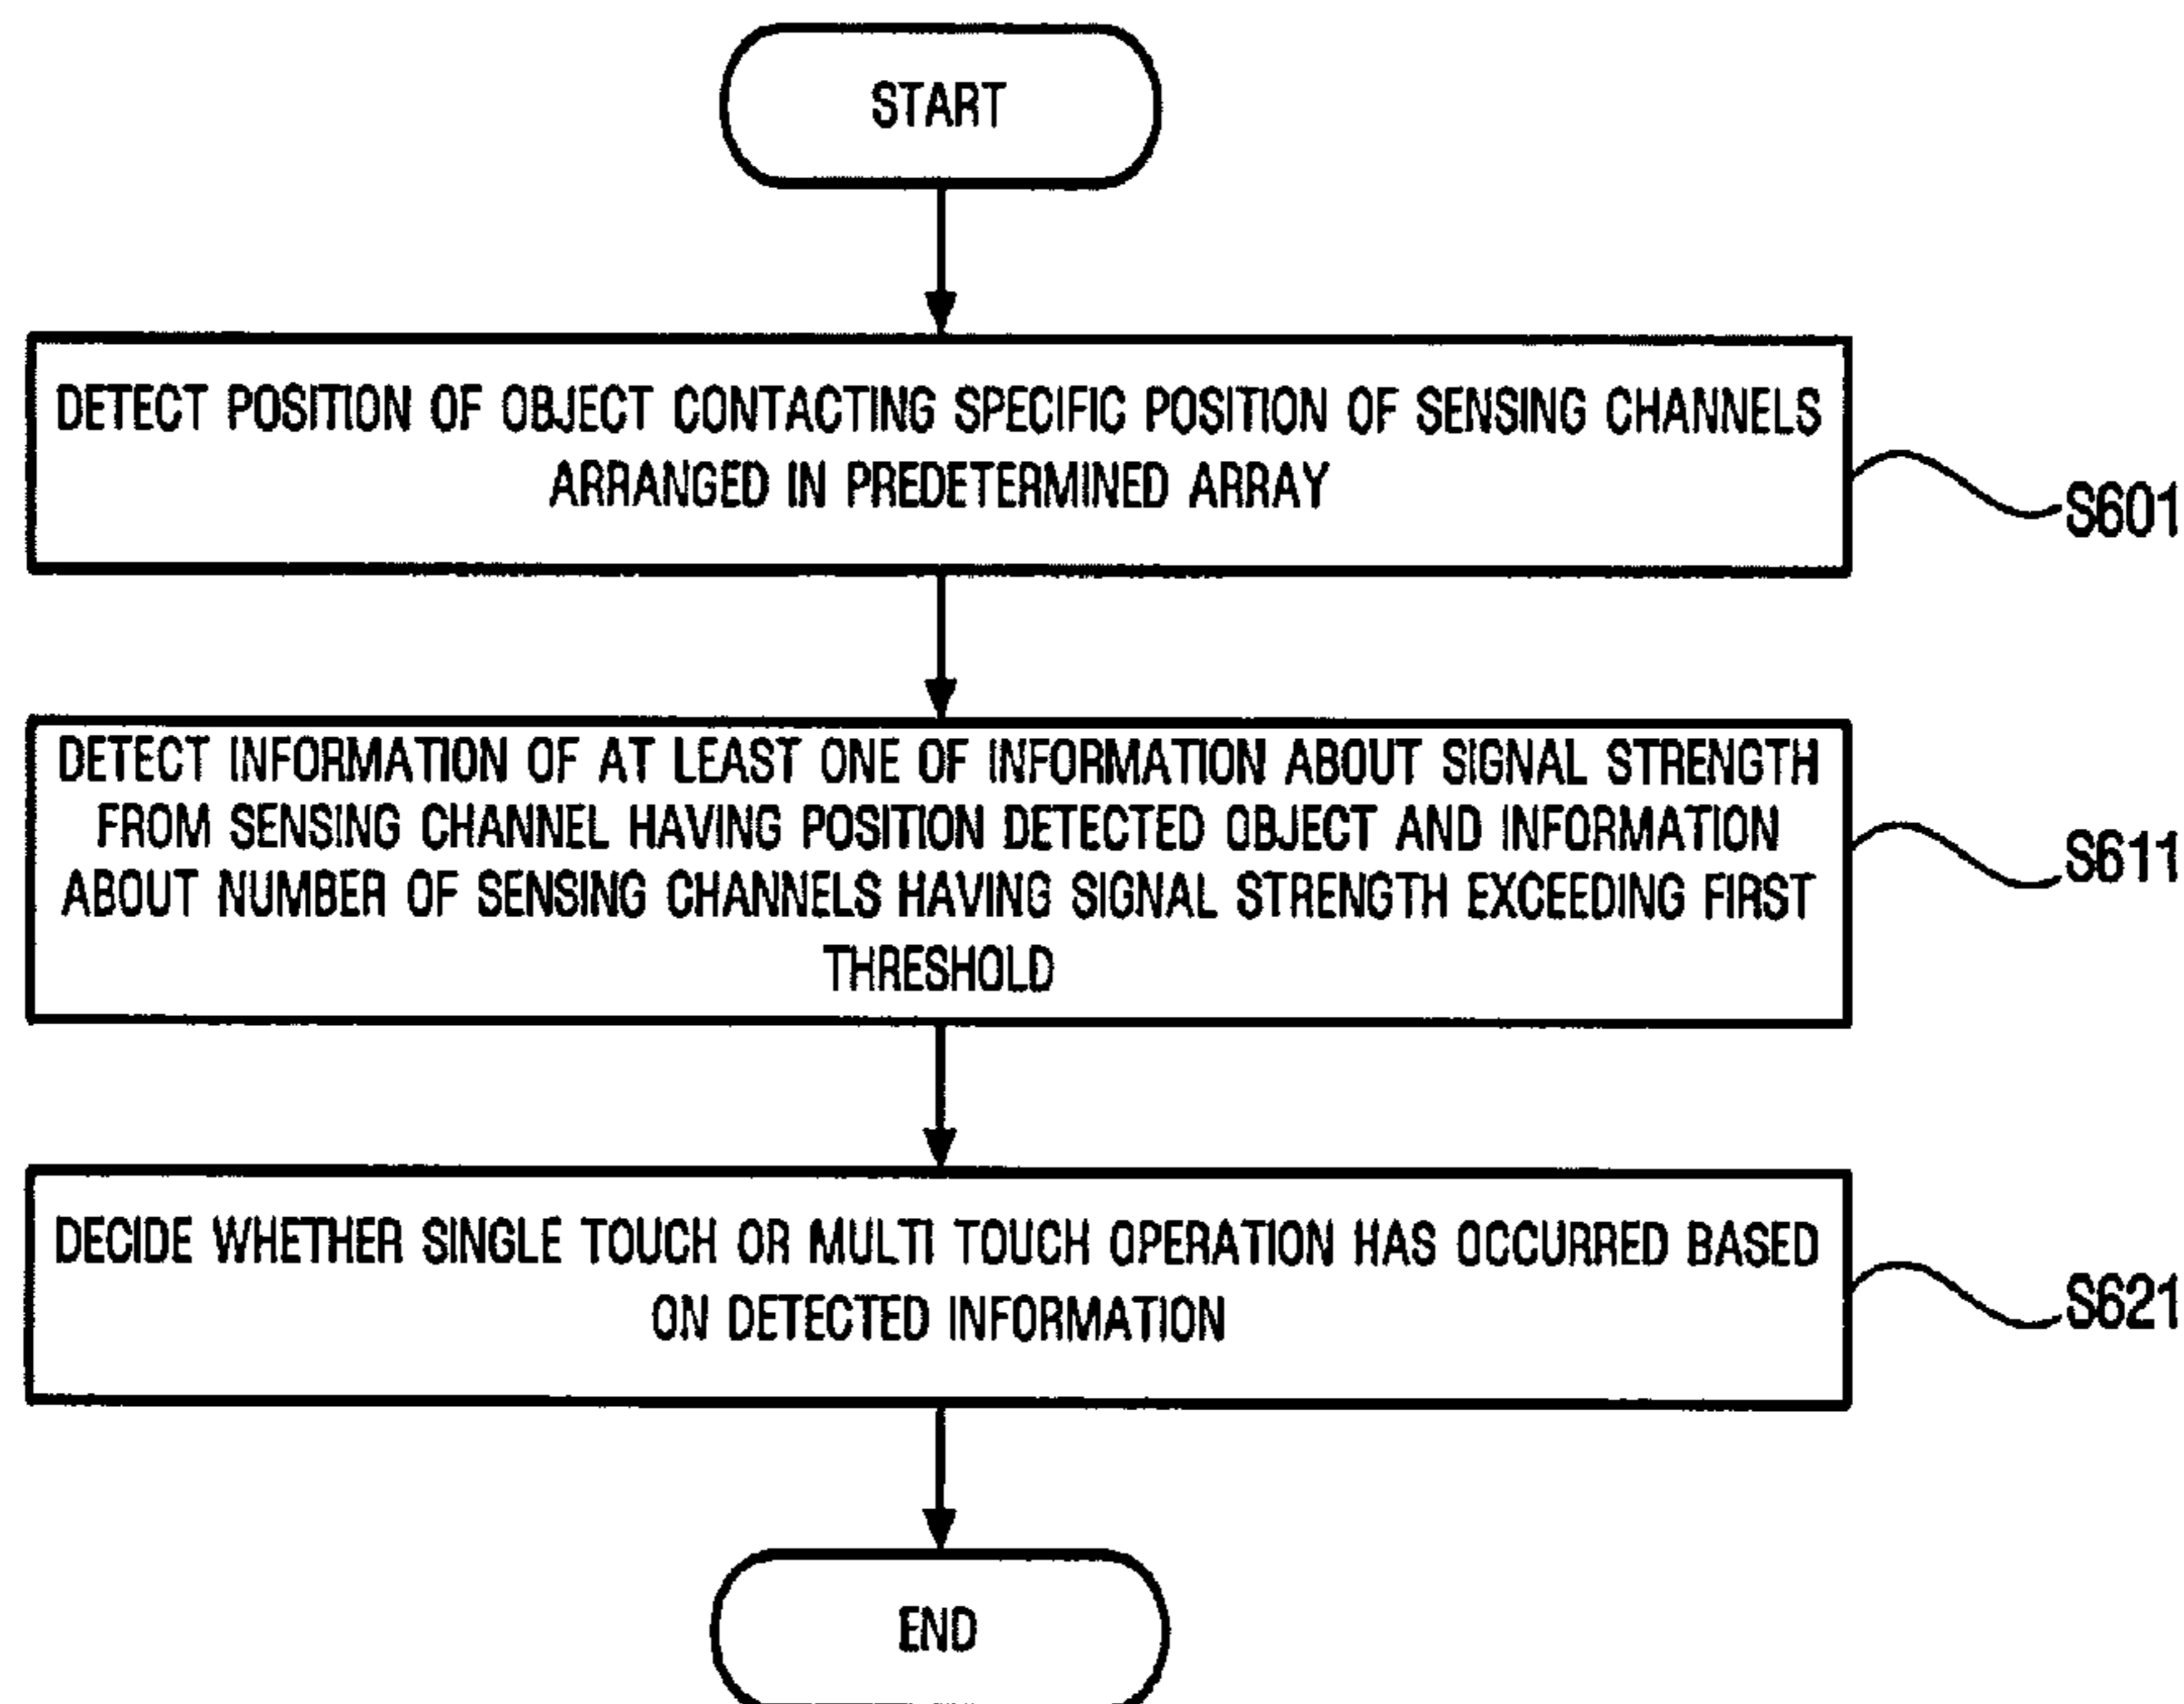 START
DETECT POSITION OF OBJECT CONTACTING SPECIFIC POSITION OF SENSING CHANNELS
ARRANGED IN PREDETERMINED ARRAY
S601
DETECT INFORMATION OF AT LEAST ONE OF INFORMATION ABOUT SIGNAL STRENGTH
FROM SENSING CHANNEL HAVING POSITION DETECTED OBJECT AND INFORMATION
ABOUT NUMBER OF SENSING CHANNELS HAVING SIGNAL STRENGTH EXCEEDING FIRST
THRESHOLD
S611
DECIDE WHETHER SINGLE TOUCH OR MULTI TOUCH OPERATION HAS OCCURRED BASED
ON DETECTED INFORMATION
S621
END